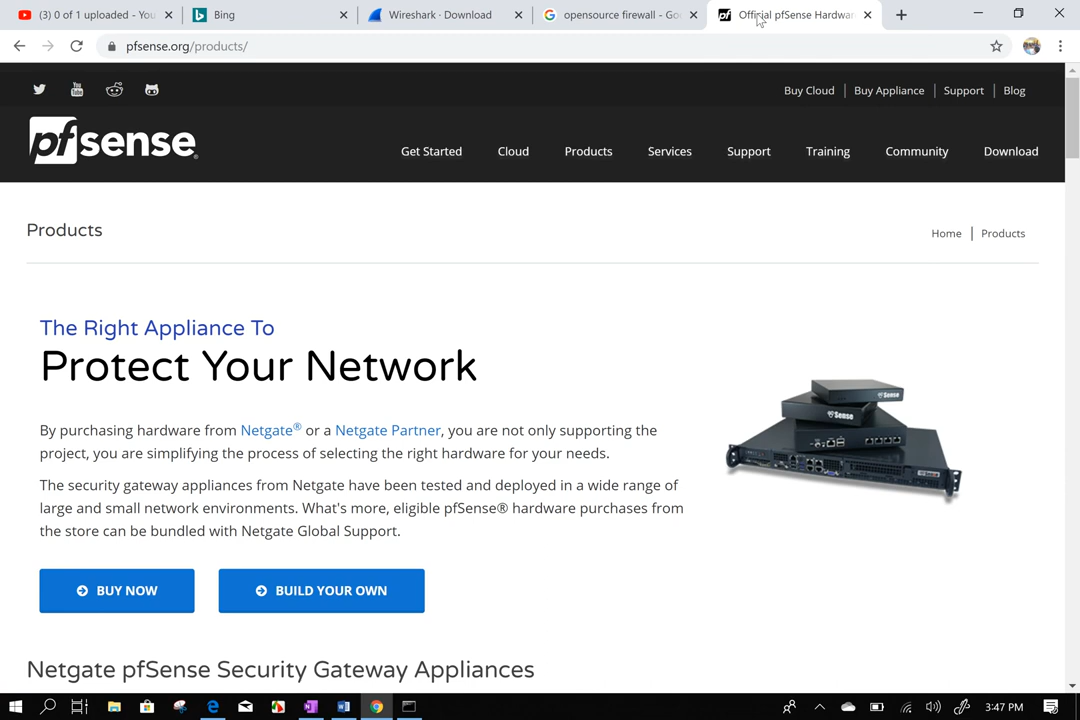 (3) 0 of 1 uploaded - You
Bing
Wireshark · Download
opensource firewall - Go
Official pfSense Hardwar
pfsense.org/products/
Buy Cloud | Buy Appliance | Support | Blog
pfsense
Get Started Cloud Products Services Support Training Community Download
Products
Home | Products
The Right Appliance To
Protect Your Network
By purchasing hardware from Netgate® or a Netgate Partner, you are not only supporting the
project, you are simplifying the process of selecting the right hardware for your needs.
The security gateway appliances from Netgate have been tested and deployed in a wide range of
large and small network environments. What's more, eligible pfSense® hardware purchases from
the store can be bundled with Netgate Global Support.
BUY NOW
BUILD YOUR OWN
Netgate pfSense Security Gateway Appliances
3:47 PM